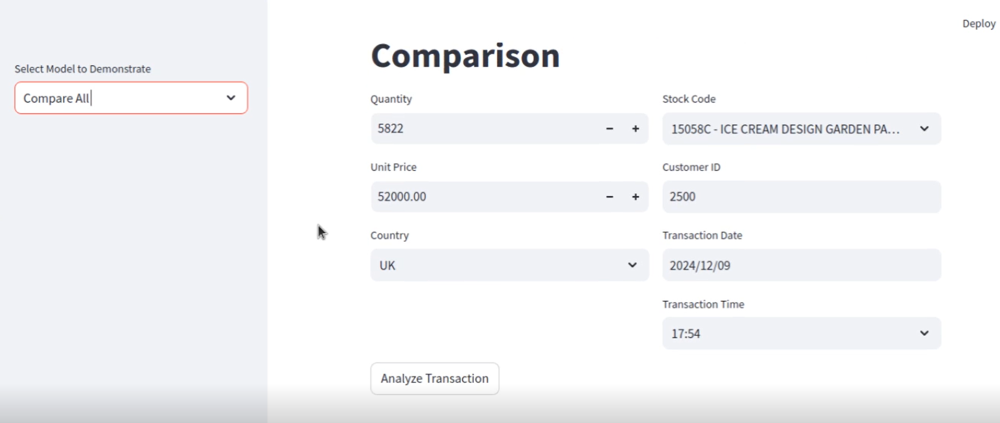 Deploy
Select Model to Demonstrate
Compare All
Comparison
Quantity
5822
Stock Code
15058C - ICE CREAM DESIGN GARDEN PA...
Unit Price
52000.00
Customer ID
2500
Country
UK
Transaction Date
2024/12/09
Transaction Time
17:54
Analyze Transaction